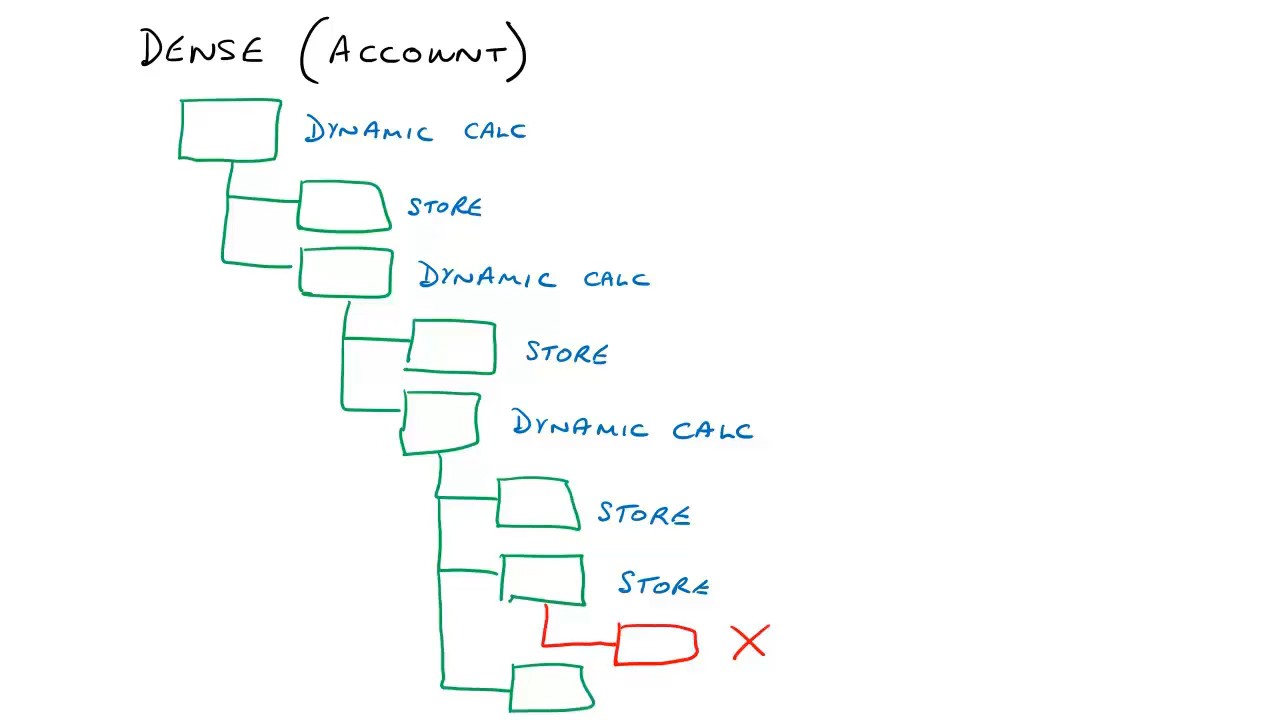 DENSE (ACCOUNT)
DYNAMIC CALC
STORE
DYNAMIC CALC
STORE
DYNAMIC CALC
STORE
STORE
X